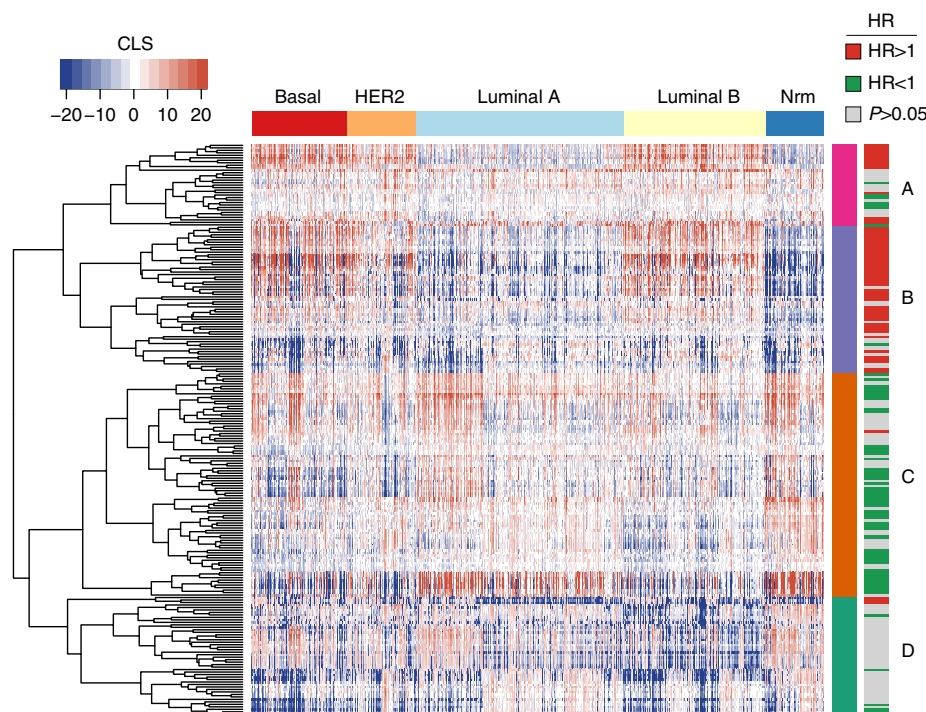 HR
CLS
HR>1
HR<1
P>0.05
−20 −10 0 10 20
Basal HER2 Luminal A Luminal B Nrm
A
B
C
D